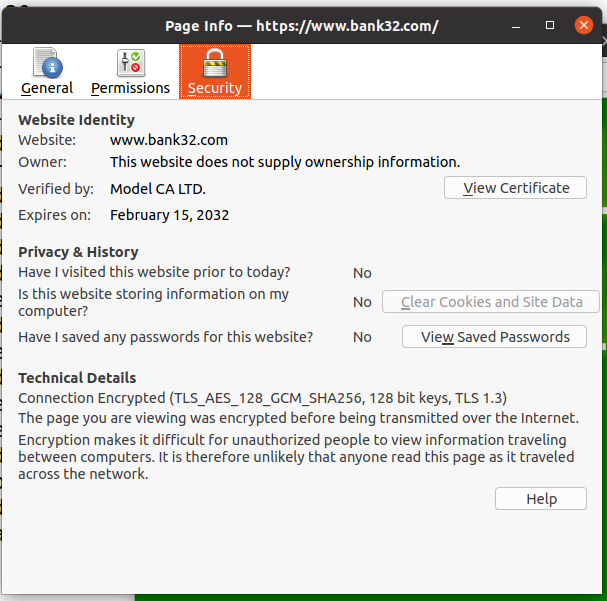 Page Info — https://www.bank32.com/
General Permissions Security
Website Identity
Website: www.bank32.com
Owner: This website does not supply ownership information.
Verified by: Model CA LTD. View Certificate
Expires on: February 15, 2032
Privacy & History
Have I visited this website prior to today? No
Is this website storing information on my
computer? No Clear Cookies and Site Data
Have I saved any passwords for this website? No View Saved Passwords
Technical Details
Connection Encrypted (TLS_AES_128_GCM_SHA256, 128 bit keys, TLS 1.3)
The page you are viewing was encrypted before being transmitted over the Internet.
Encryption makes it difficult for unauthorized people to view information traveling
between computers. It is therefore unlikely that anyone read this page as it traveled
across the network.
Help